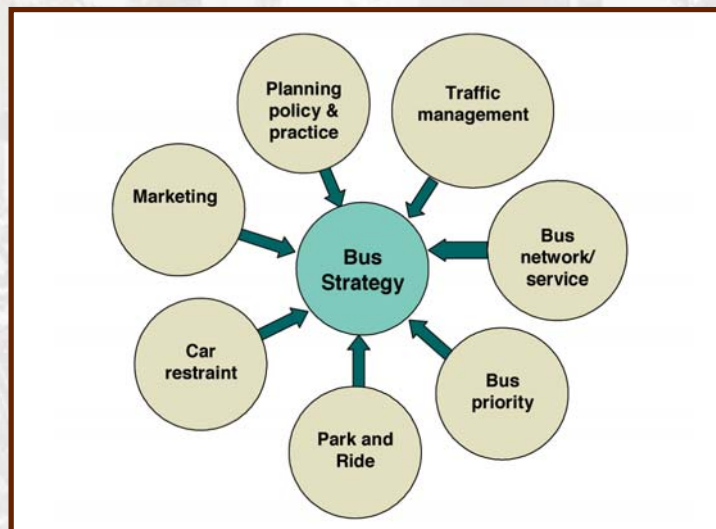 Planning
policy &
practice
Traffic
management
Marketing
Bus
network/
service
Bus
Strategy
Car
restraint
Bus
priority
Park and
Ride